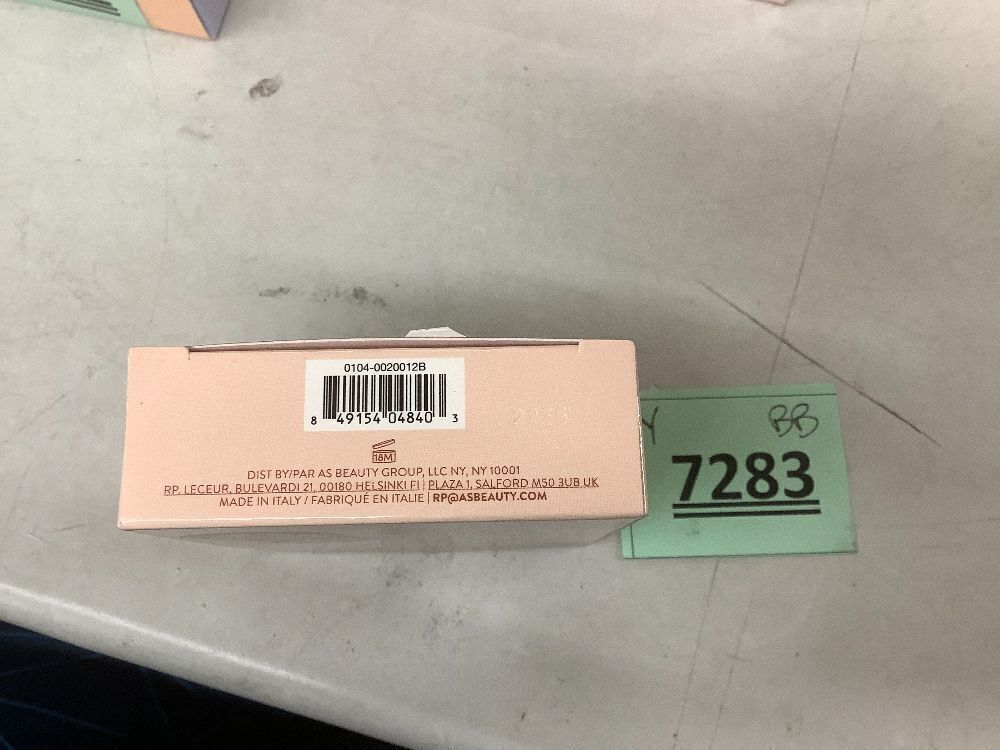 0104-0020012B
8 49154 04840 3
18M
DIST BY/PAR AS BEAUTY GROUP, LLC NY, NY 10001
RP. LECEUR, BULEVARDI 21, 00180 HELSINKI FI | PLAZA 1, SALFORD M50 3UB UK
MADE IN ITALY / FABRIQUÉ EN ITALIE | RP@ASBEAUTY.COM
Y BB
7283